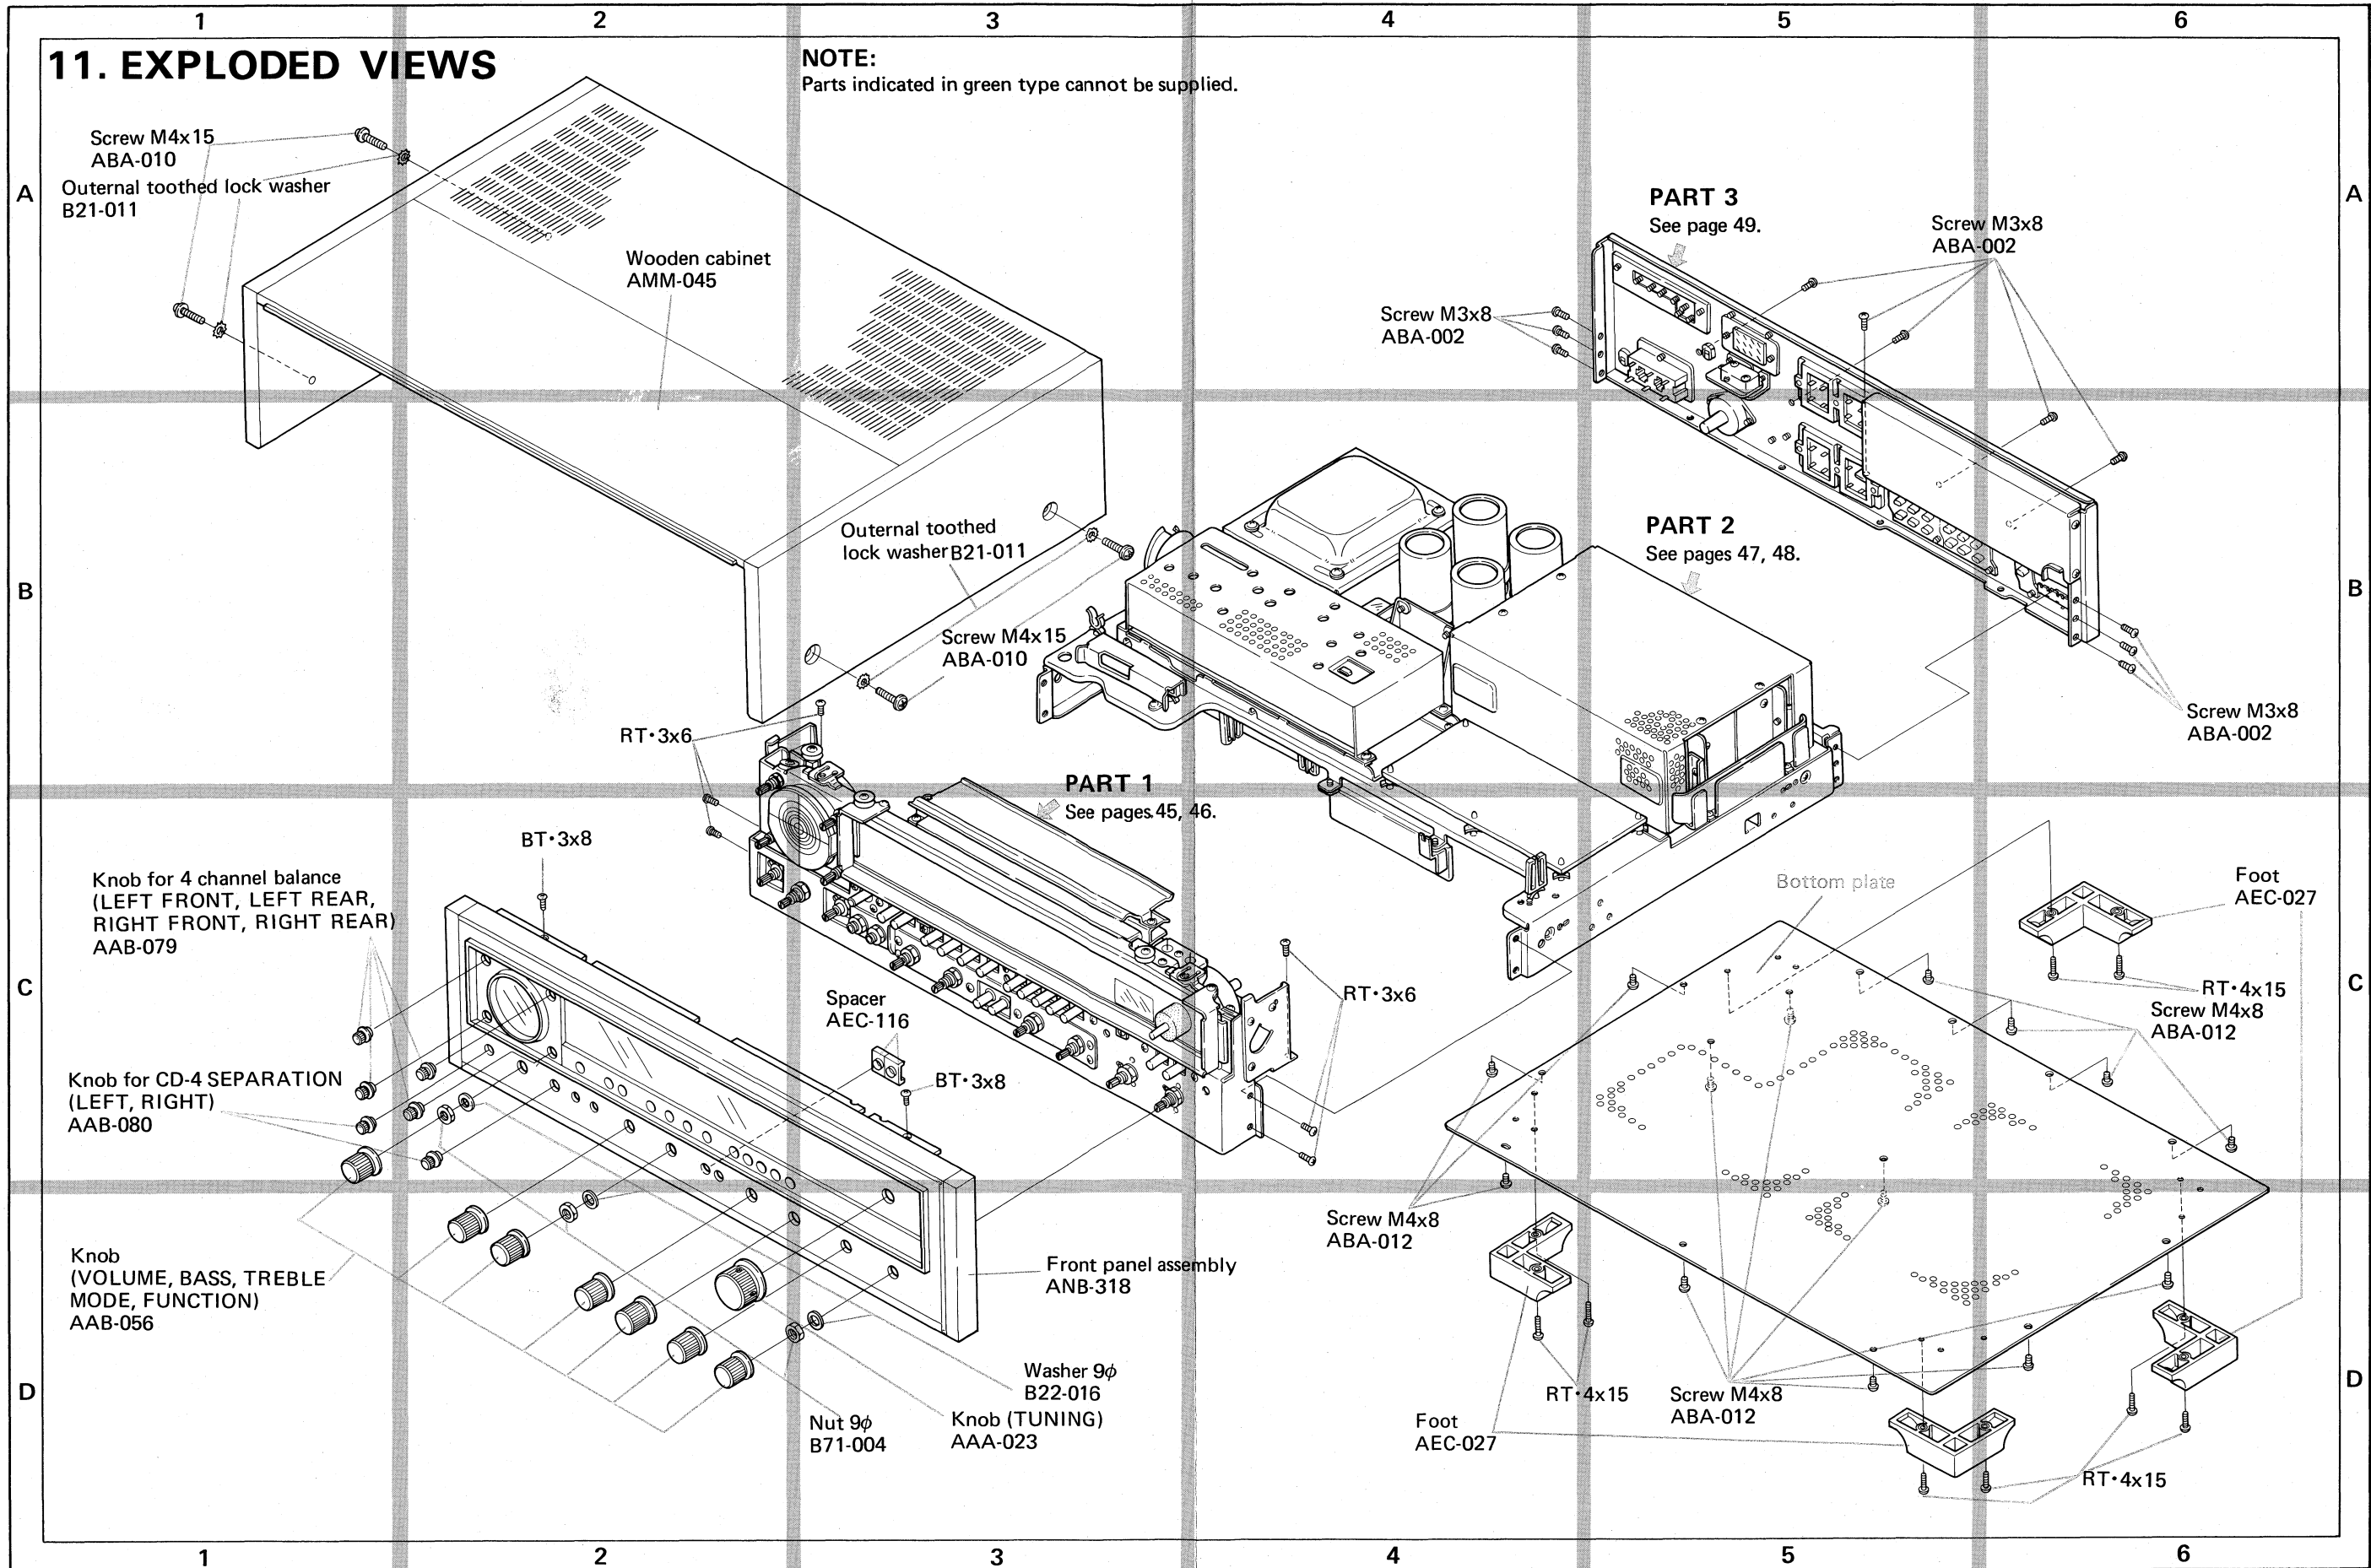 1 2 3 4 5 6
11. EXPLODED VIEWS
NOTE:
Parts indicated in green type cannot be supplied.
A
A
Screw M4x15
ABA-010
Outernal toothed lock washer
B21-011
Wooden cabinet
AMM-045
PART 3
See page 49.
Screw M3x8
ABA-002
Screw M3x8
ABA-002
B
B
Outernal toothed
lock washer B21-011
Screw M4x15
ABA-010
PART 2
See pages 47, 48.
Screw M3x8
ABA-002
RT•3x6
PART 1
See pages 45, 46.
C
C
BT•3x8
Knob for 4 channel balance
(LEFT FRONT, LEFT REAR,
RIGHT FRONT, RIGHT REAR)
AAB-079
Knob for CD-4 SEPARATION
(LEFT, RIGHT)
AAB-080
Spacer
AEC-116
BT•3x8
RT•3x6
Bottom plate
Foot
AEC-027
RT•4x15
Screw M4x8
ABA-012
D
D
Knob
(VOLUME, BASS, TREBLE
MODE, FUNCTION)
AAB-056
Front panel assembly
ANB-318
Washer 9ϕ
B22-016
Knob (TUNING)
AAA-023
Nut 9ϕ
B71-004
Screw M4x8
ABA-012
RT•4x15
Screw M4x8
ABA-012
Foot
AEC-027
RT•4x15
1 2 3 4 5 6